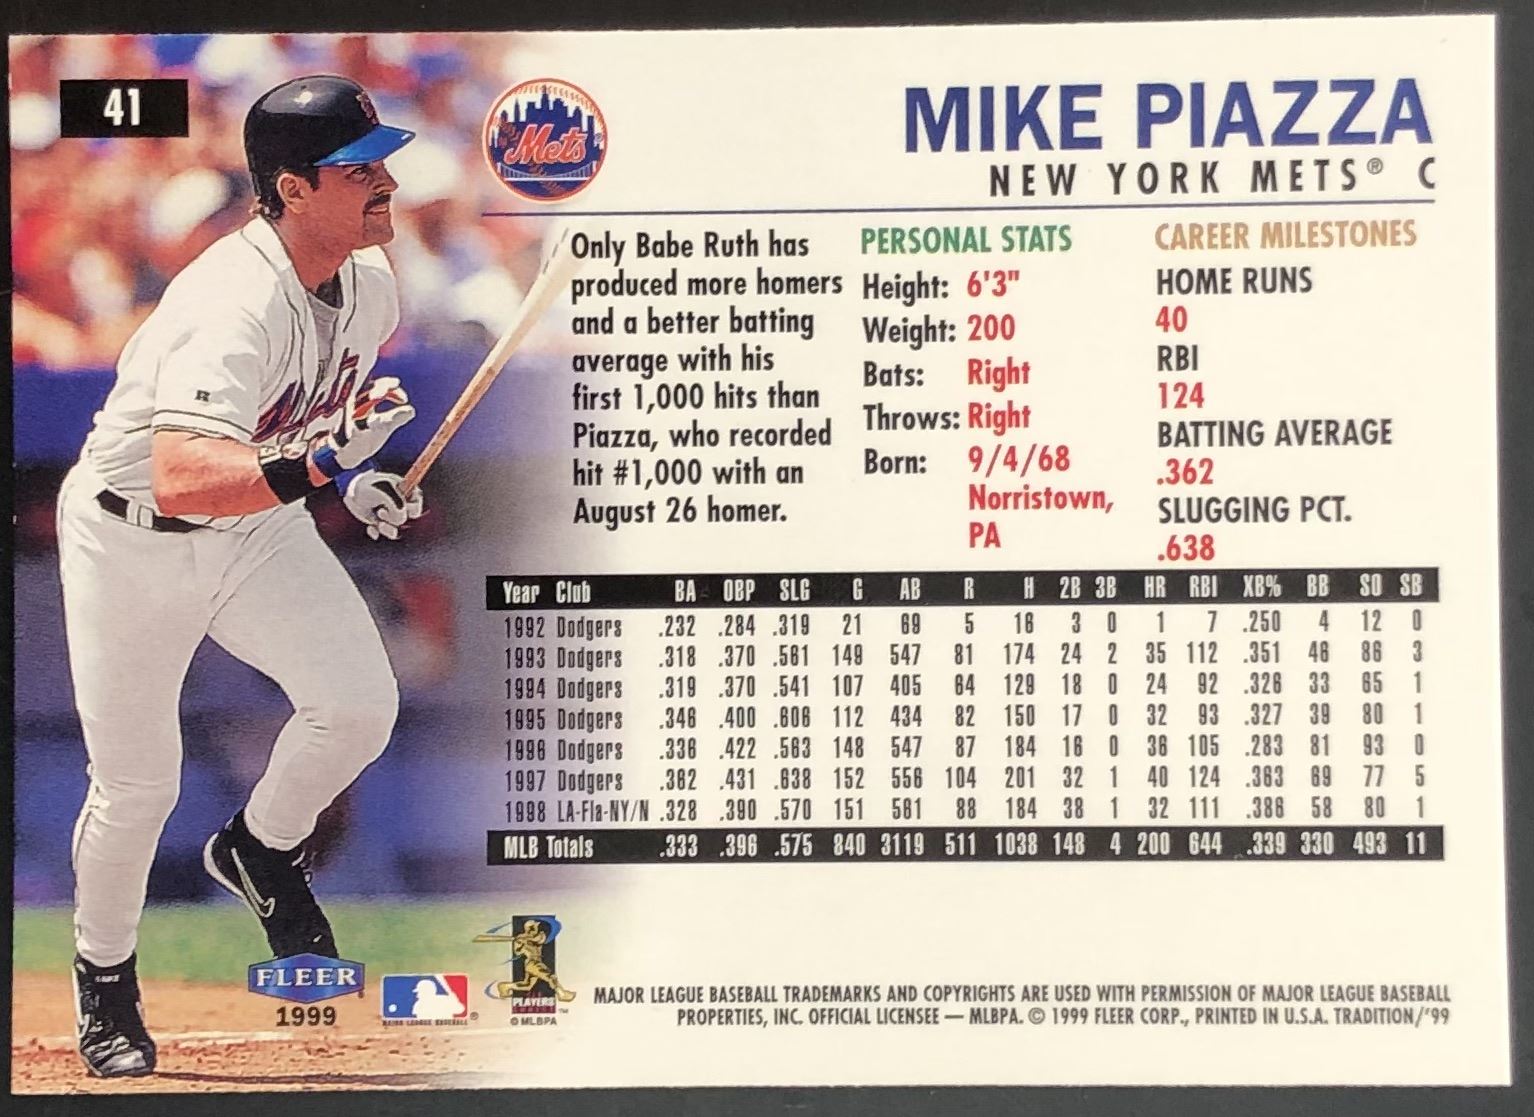 41
Mets
MIKE PIAZZA
NEW YORK METS® C
Only Babe Ruth has
produced more homers
and a better batting
average with his
first 1,000 hits than
Piazza, who recorded
hit #1,000 with an
August 26 homer.
PERSONAL STATS
Height: 6'3"
Weight: 200
Bats: Right
Throws: Right
Born: 9/4/68
Norristown,
PA
CAREER MILESTONES
HOME RUNS
40
RBI
124
BATTING AVERAGE
.362
SLUGGING PCT.
.638
Year Club BA OBP SLG G AB R H 2B 3B HR RBI XB% BB SO SB
1992 Dodgers .232 .284 .319 21 69 5 16 3 0 1 7 .250 4 12 0
1993 Dodgers .318 .370 .561 149 547 81 174 24 2 35 112 .351 46 86 3
1994 Dodgers .319 .370 .541 107 405 64 129 18 0 24 92 .326 33 65 1
1995 Dodgers .346 .400 .606 112 434 82 150 17 0 32 93 .327 39 80 1
1996 Dodgers .336 .422 .563 148 547 87 184 16 0 36 105 .283 81 93 0
1997 Dodgers .362 .431 .638 152 556 104 201 32 1 40 124 .363 69 77 5
1998 LA-Fla-NY/N .328 .390 .570 151 561 88 184 38 1 32 111 .386 58 80 1
MLB Totals .333 .396 .575 840 3119 511 1038 148 4 200 644 .339 330 493 11
Mets
FLEER
1999
MAJOR LEAGUE BASEBALL®
PLAYERS
CHOICE™
© MLBPA
MAJOR LEAGUE BASEBALL TRADEMARKS AND COPYRIGHTS ARE USED WITH PERMISSION OF MAJOR LEAGUE BASEBALL
PROPERTIES, INC. OFFICIAL LICENSEE — MLBPA. © 1999 FLEER CORP., PRINTED IN U.S.A. TRADITION/'99